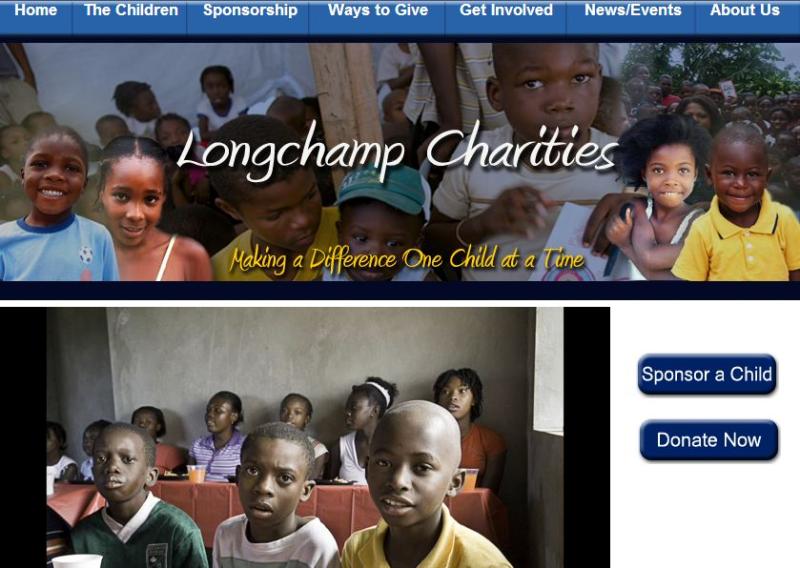 Home The Children Sponsorship Ways to Give Get Involved News/Events About Us
Longchamp Charities
Making a Difference One Child at a Time
Sponsor a Child
Donate Now